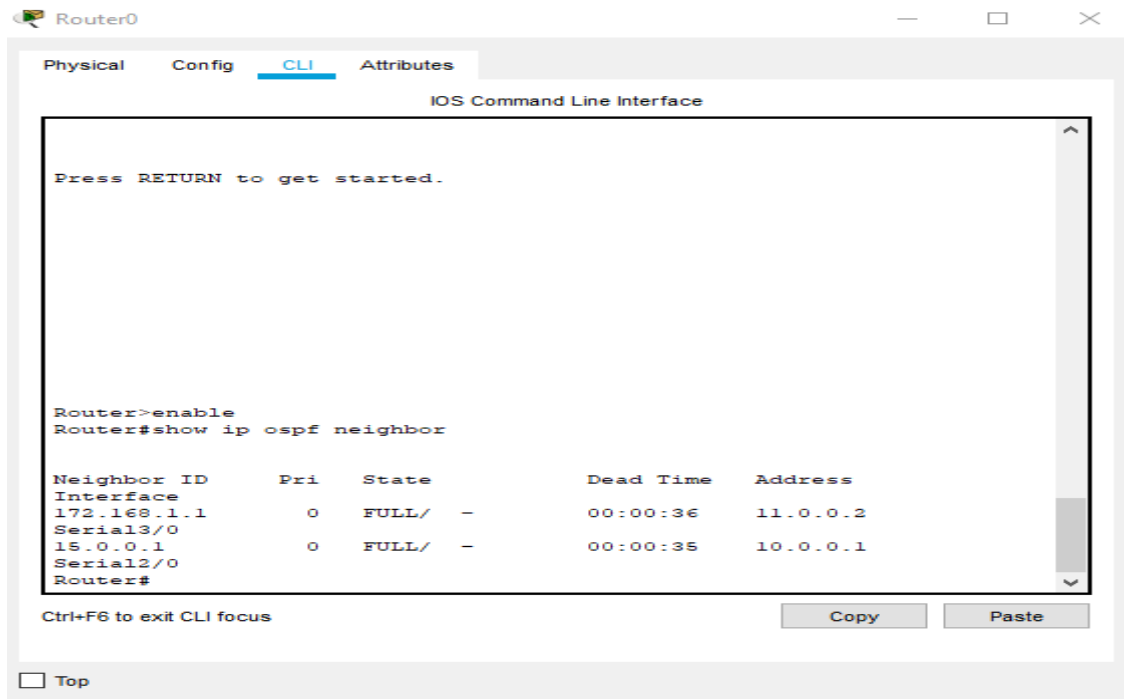 Router0
Physical Config CLI Attributes
IOS Command Line Interface
Press RETURN to get started.
Router>enable
Router#show ip ospf neighbor
Neighbor ID Pri State Dead Time Address
Interface
172.168.1.1 0 FULL/ - 00:00:36 11.0.0.2
Serial3/0
15.0.0.1 0 FULL/ - 00:00:35 10.0.0.1
Serial2/0
Router#
Ctrl+F6 to exit CLI focus
Copy Paste
Top